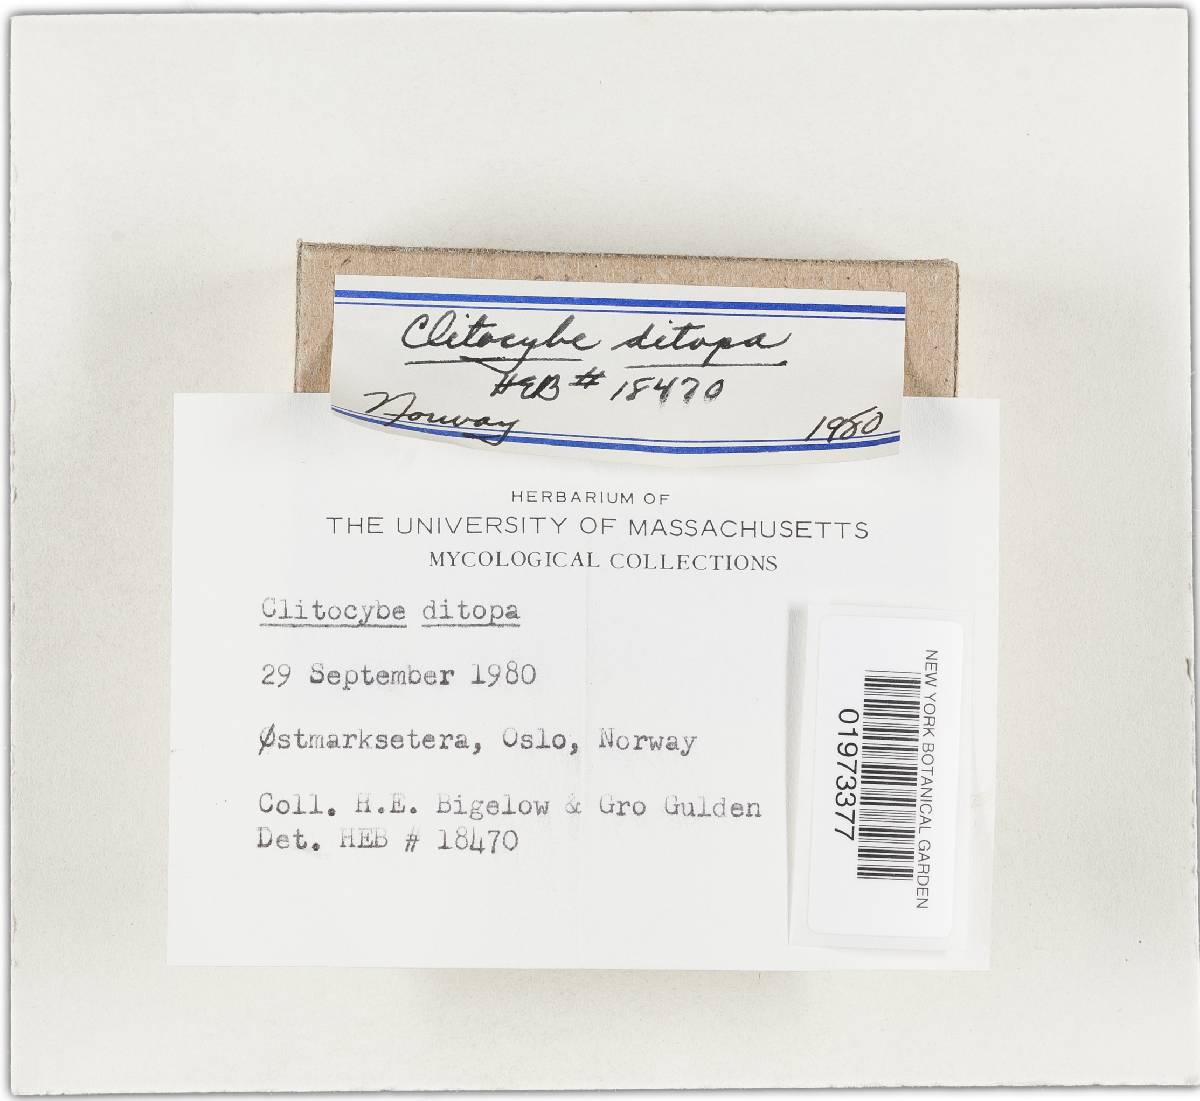 Clitocybe ditopa
HEB # 18470
Norway 1980
HERBARIUM OF
THE UNIVERSITY OF MASSACHUSETTS
MYCOLOGICAL COLLECTIONS
Clitocybe ditopa
29 September 1980
Østmarksetera, Oslo, Norway
Coll. H.E. Bigelow & Gro Gulden
Det. HEB # 18470
NEW YORK BOTANICAL GARDEN
01973377